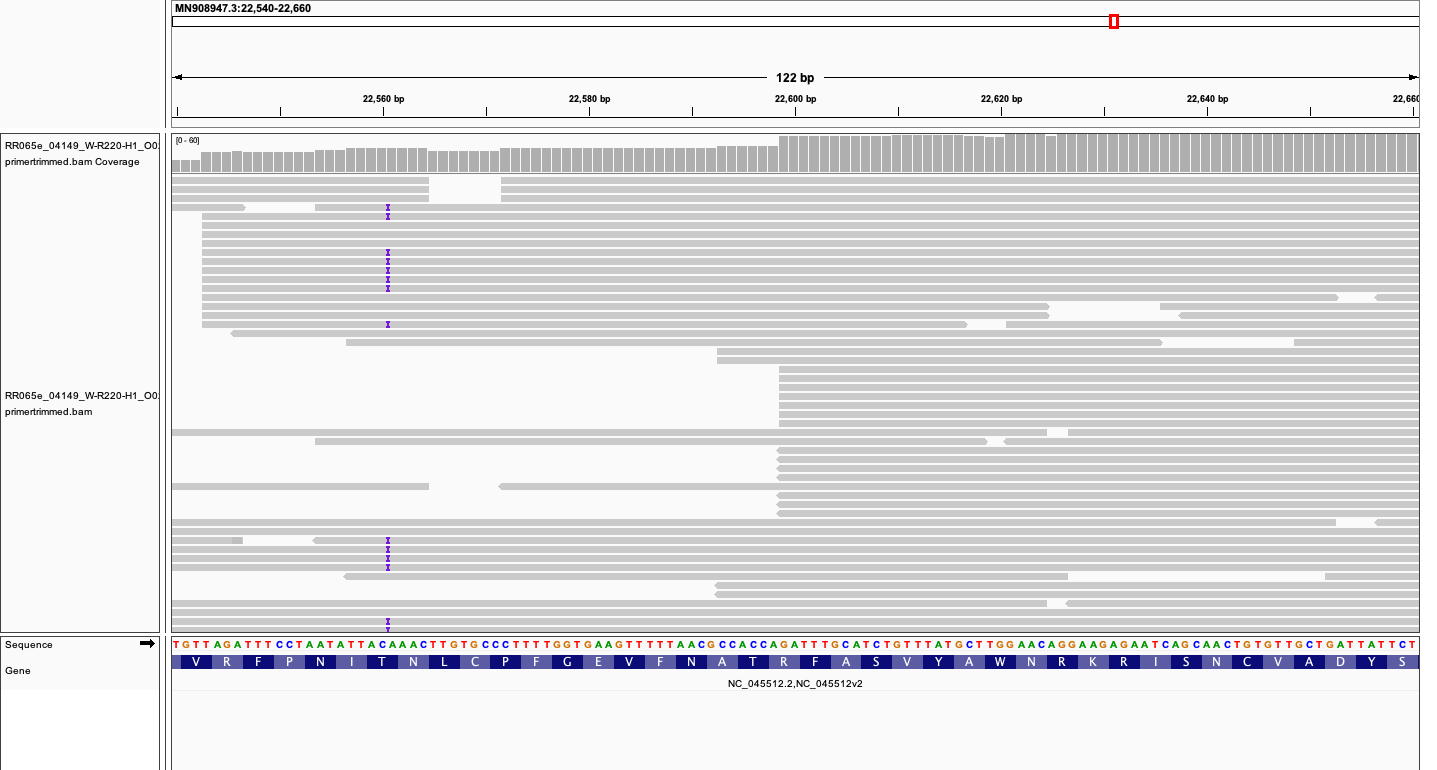 MN908947.3:22,540-22,660
122 bp
22,560 bp 22,580 bp 22,600 bp 22,620 bp 22,640 bp 22,660
[0 - 60]
RR065e_04149_W-R220-H1_O0
primertrimmed.bam Coverage
RR065e_04149_W-R220-H1_O0
primertrimmed.bam
Sequence TGTTAGATTTCCTAATATTACAAACTTGTGCCCTTTTGGTGAAGTTTTTAACGCCACCAGATTTGCATCTGTTTATGCTTGGAACAGGAAGAGAATCAGCAACTGTGTTGCTGATTATTCT
Gene V R F P N I T N L C P F G E V F N A T R F A S V Y A W N R K R I S N C V A D Y S
NC_045512.2,NC_045512v2